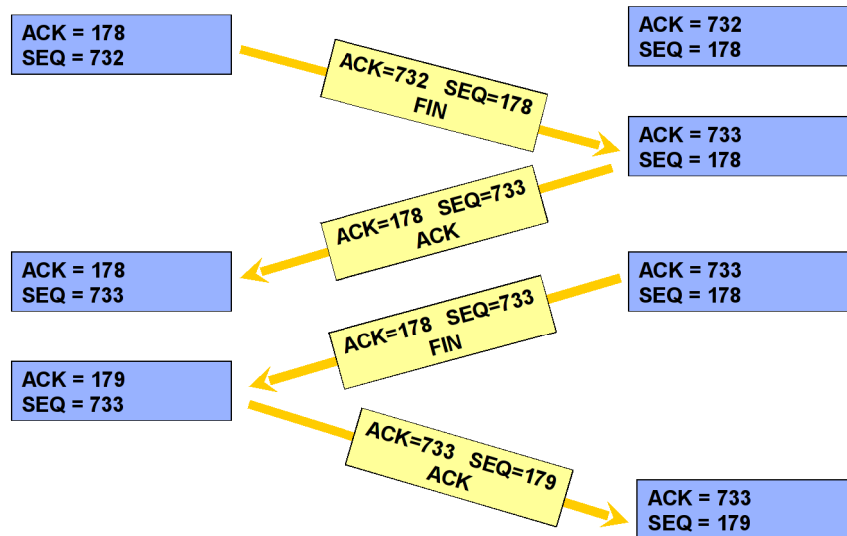 ACK = 178
SEQ = 732
ACK = 732
SEQ = 178
ACK=732 SEQ=178
FIN
ACK = 733
SEQ = 178
ACK=178 SEQ=733
ACK
ACK = 178
SEQ = 733
ACK = 733
SEQ = 178
ACK=178 SEQ=733
FIN
ACK = 179
SEQ = 733
ACK=733 SEQ=179
ACK
ACK = 733
SEQ = 179